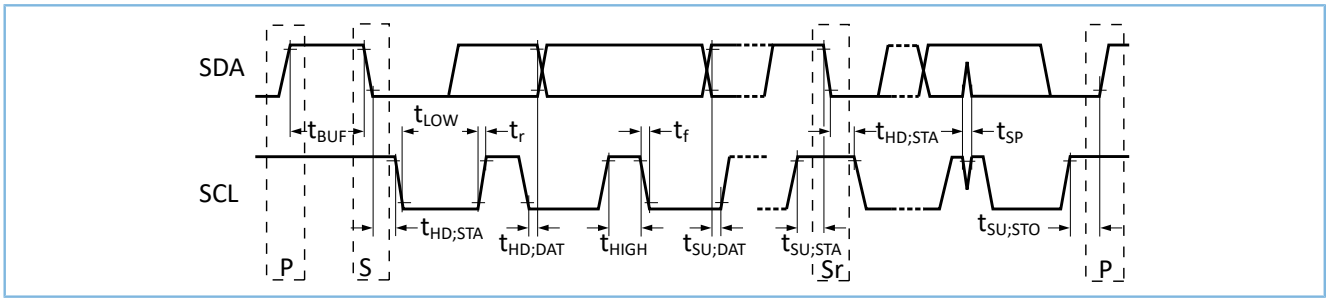 SDA
tBUF tLOW tr tf tHD;STA tSP
SCL
tHD;STA tHD;DAT tHIGH tSU;DAT tSU;STA tSU;STO
P S Sr P